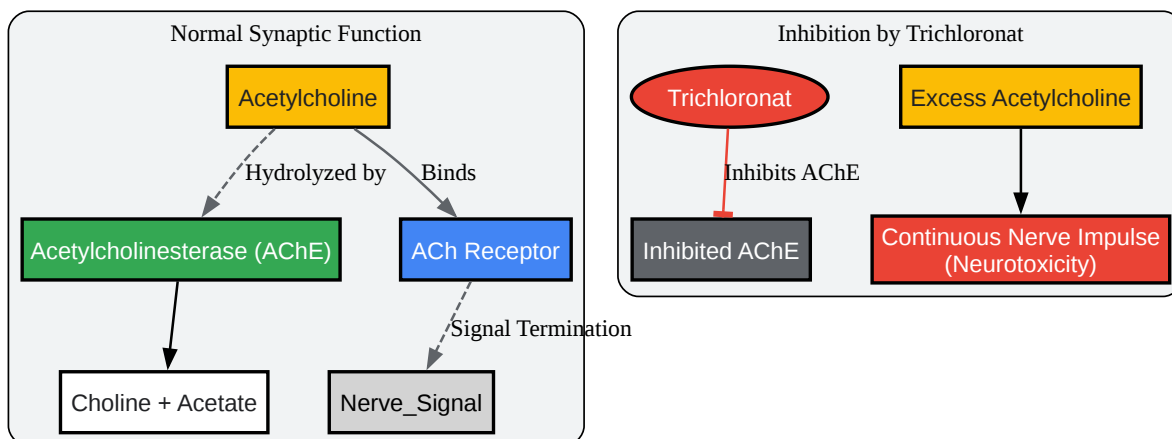 Normal Synaptic Function
Acetylcholine
Hydrolyzed by
Binds
Acetylcholinesterase (AChE)
ACh Receptor
Signal Termination
Choline + Acetate
Nerve_Signal
Inhibition by Trichloronat
Trichloronat
Excess Acetylcholine
Inhibits AChE
Inhibited AChE
Continuous Nerve Impulse
(Neurotoxicity)